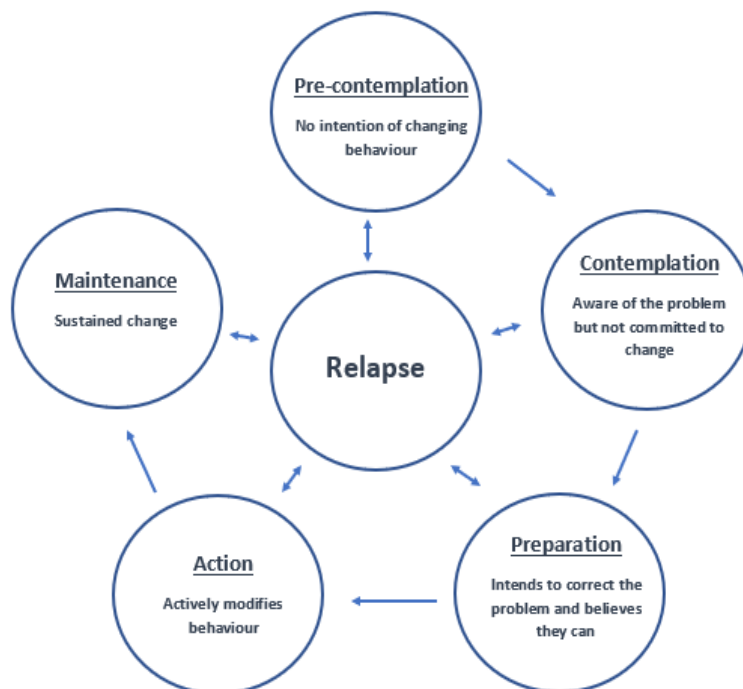 Pre-contemplation
No intention of changing
behaviour
Contemplation
Aware of the problem
but not committed to
change
Preparation
Intends to correct the
problem and believes
they can
Action
Actively modifies
behaviour
Maintenance
Sustained change
Relapse